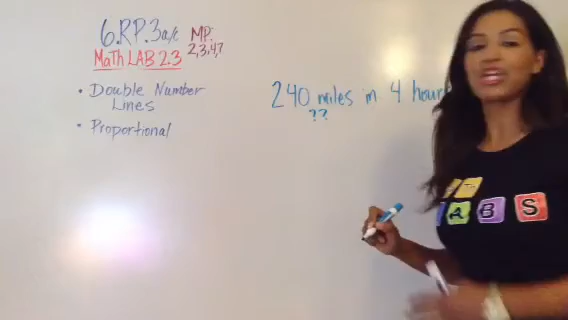 6.RP.3a/c
MP:
2,3,4,7
Math LAB 2.3
• Double Number
Lines
• Proportional
240 miles in 4 hour
??
A B S